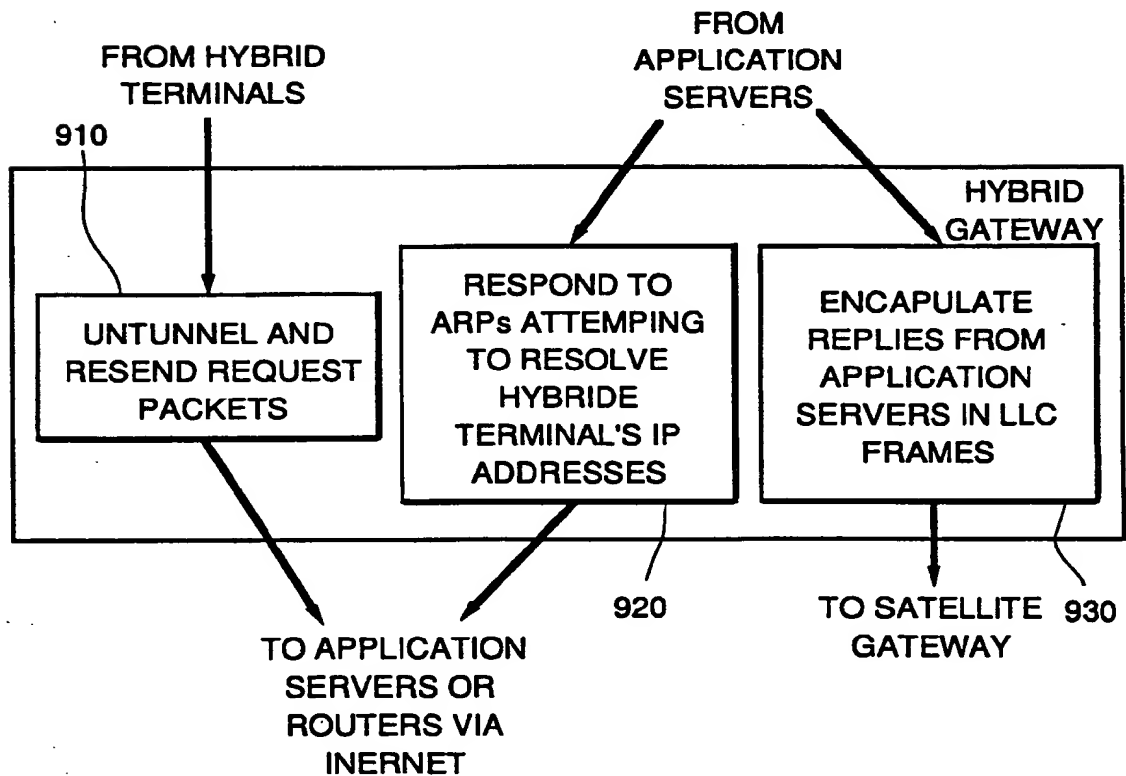 FROM HYBRID
TERMINALS
FROM
APPLICATION
SERVERS
910
HYBRID
GATEWAY
UNTUNNEL AND
RESEND REQUEST
PACKETS
RESPOND TO
ARPs ATTEMPING
TO RESOLVE
HYBRIDE
TERMINAL'S IP
ADDRESSES
ENCAPULATE
REPLIES FROM
APPLICATION
SERVERS IN LLC
FRAMES
920
930
TO APPLICATION
SERVERS OR
ROUTERS VIA
INERNET
TO SATELLITE
GATEWAY